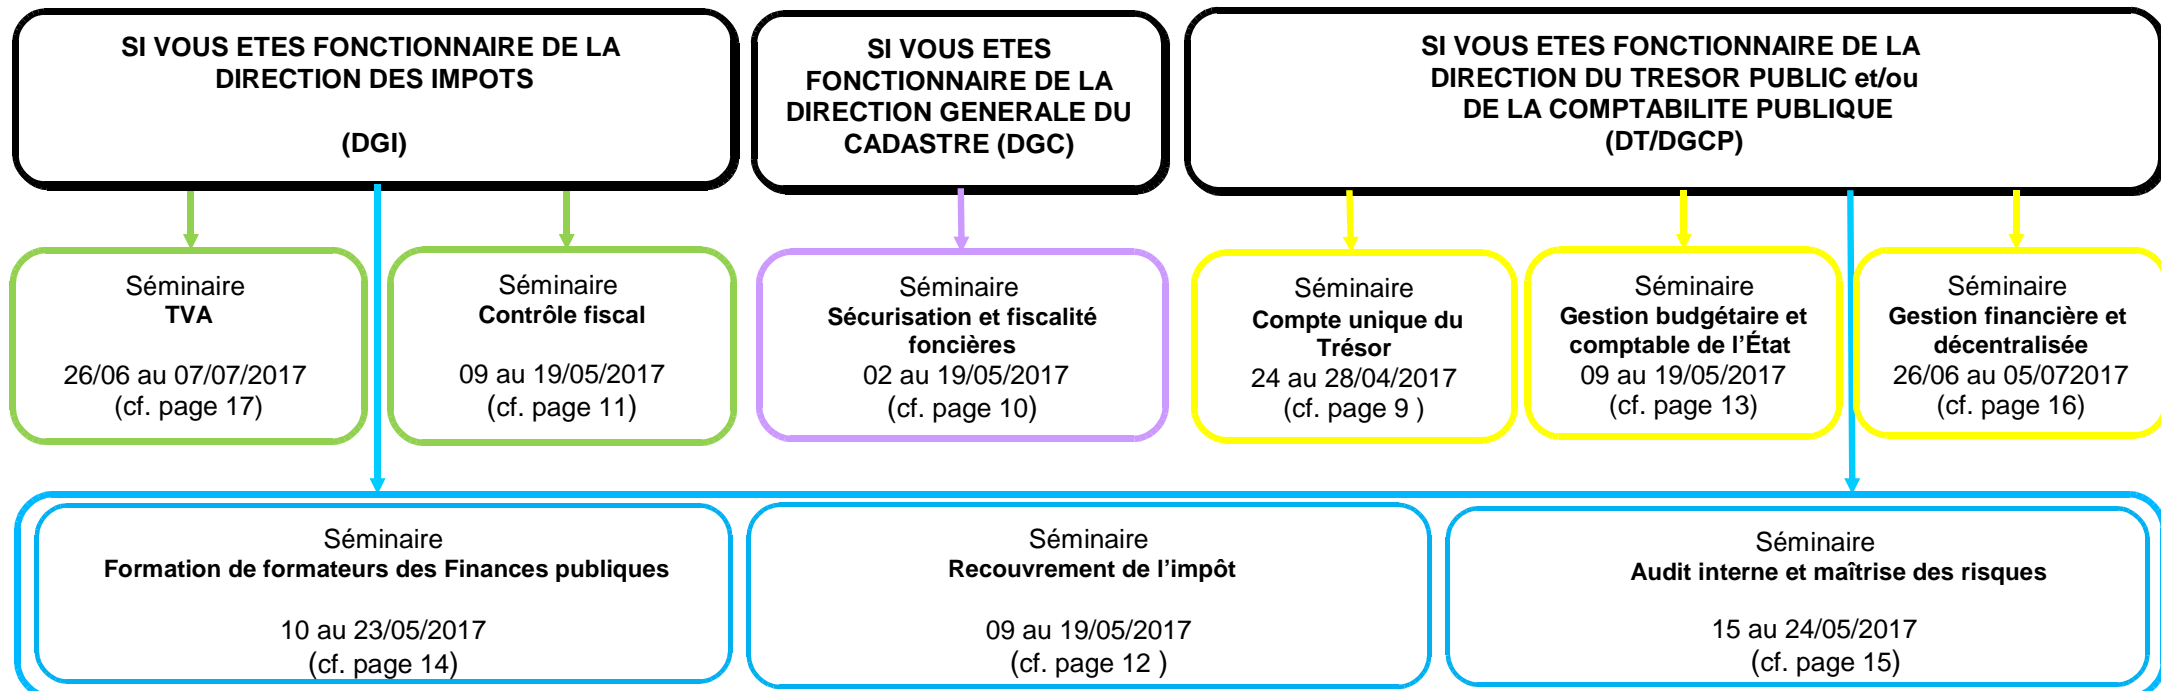 SI VOUS ETES FONCTIONNAIRE DE LA
DIRECTION DES IMPOTS
(DGI)
SI VOUS ETES
FONCTIONNAIRE DE LA
DIRECTION GENERALE DU
CADASTRE (DGC)
SI VOUS ETES FONCTIONNAIRE DE LA
DIRECTION DU TRESOR PUBLIC et/ou
DE LA COMPTABILITE PUBLIQUE
(DT/DGCP)
Séminaire
TVA
26/06 au 07/07/2017
(cf. page 17)
Séminaire
Contrôle fiscal
09 au 19/05/2017
(cf. page 11)
Séminaire
Sécurisation et fiscalité
foncières
02 au 19/05/2017
(cf. page 10)
Séminaire
Compte unique du
Trésor
24 au 28/04/2017
(cf. page 9 )
Séminaire
Gestion budgétaire et
comptable de l’État
09 au 19/05/2017
(cf. page 13)
Séminaire
Gestion financière et
décentralisée
26/06 au 05/072017
(cf. page 16)
Séminaire
Formation de formateurs des Finances publiques
10 au 23/05/2017
(cf. page 14)
Séminaire
Recouvrement de l’impôt
09 au 19/05/2017
(cf. page 12 )
Séminaire
Audit interne et maîtrise des risques
15 au 24/05/2017
(cf. page 15)